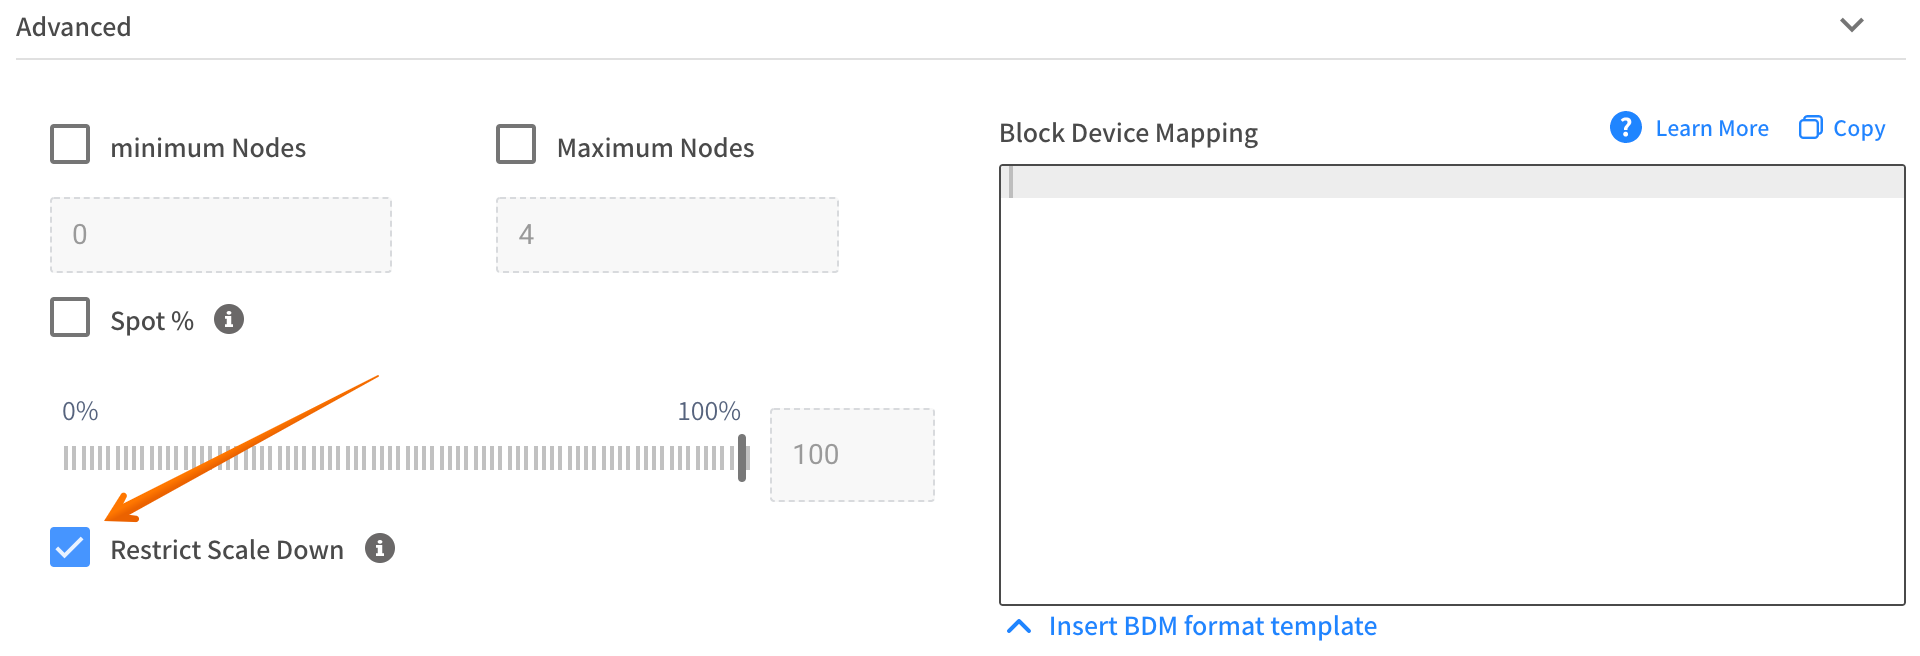 Advanced
minimum Nodes
Maximum Nodes
0
4
Spot %
0%
100%
100
Restrict Scale Down
Block Device Mapping
Learn More
Copy
Insert BDM format template